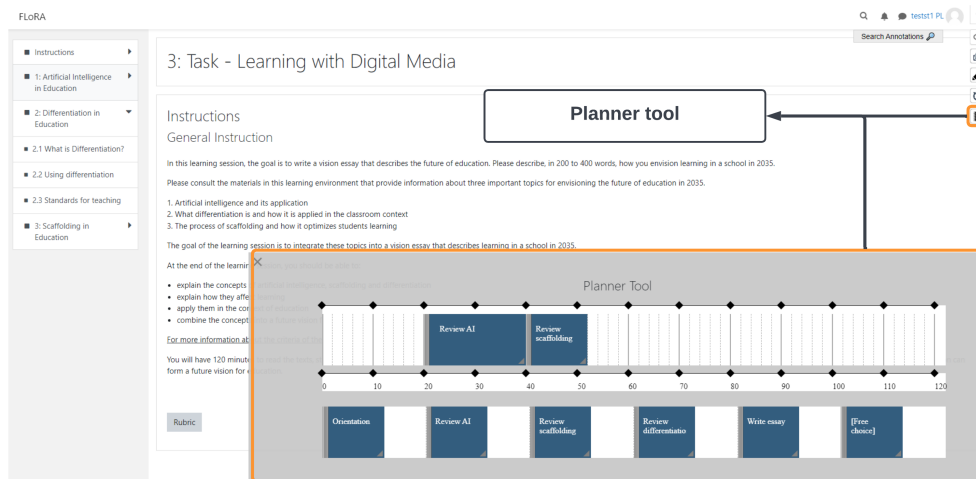 FLoRA
testst1 PL
Search Annotations
Instructions
1: Artificial Intelligence
in Education
2: Differentiation in
Education
2.1 What is Differentiation?
2.2 Using differentiation
2.3 Standards for teaching
3: Scaffolding in
Education
3: Task - Learning with Digital Media
Planner tool
Instructions
General Instruction
In this learning session, the goal is to write a vision essay that describes the future of education. Please describe, in 200 to 400 words, how you envision learning in a school in 2035.
Please consult the materials in this learning environment that provide information about three important topics for envisioning the future of education in 2035.
1. Artificial intelligence and its application
2. What differentiation is and how it is applied in the classroom context
3. The process of scaffolding and how it optimizes students learning
The goal of the learning session is to integrate these topics into a vision essay that describes learning in a school in 2035.
At the end of the
explain the concepts
explain how they
apply them in the
combine the
For more information
You will have 120
form a future vision for
Rubric
Planner Tool
Review AI
Review
scaffolding
0 10 20 30 40 50 60 70 80 90 100 110 120
Orientation
Review AI
Review
scaffolding
Review
differentiatio
Write essay
[Free
choice]